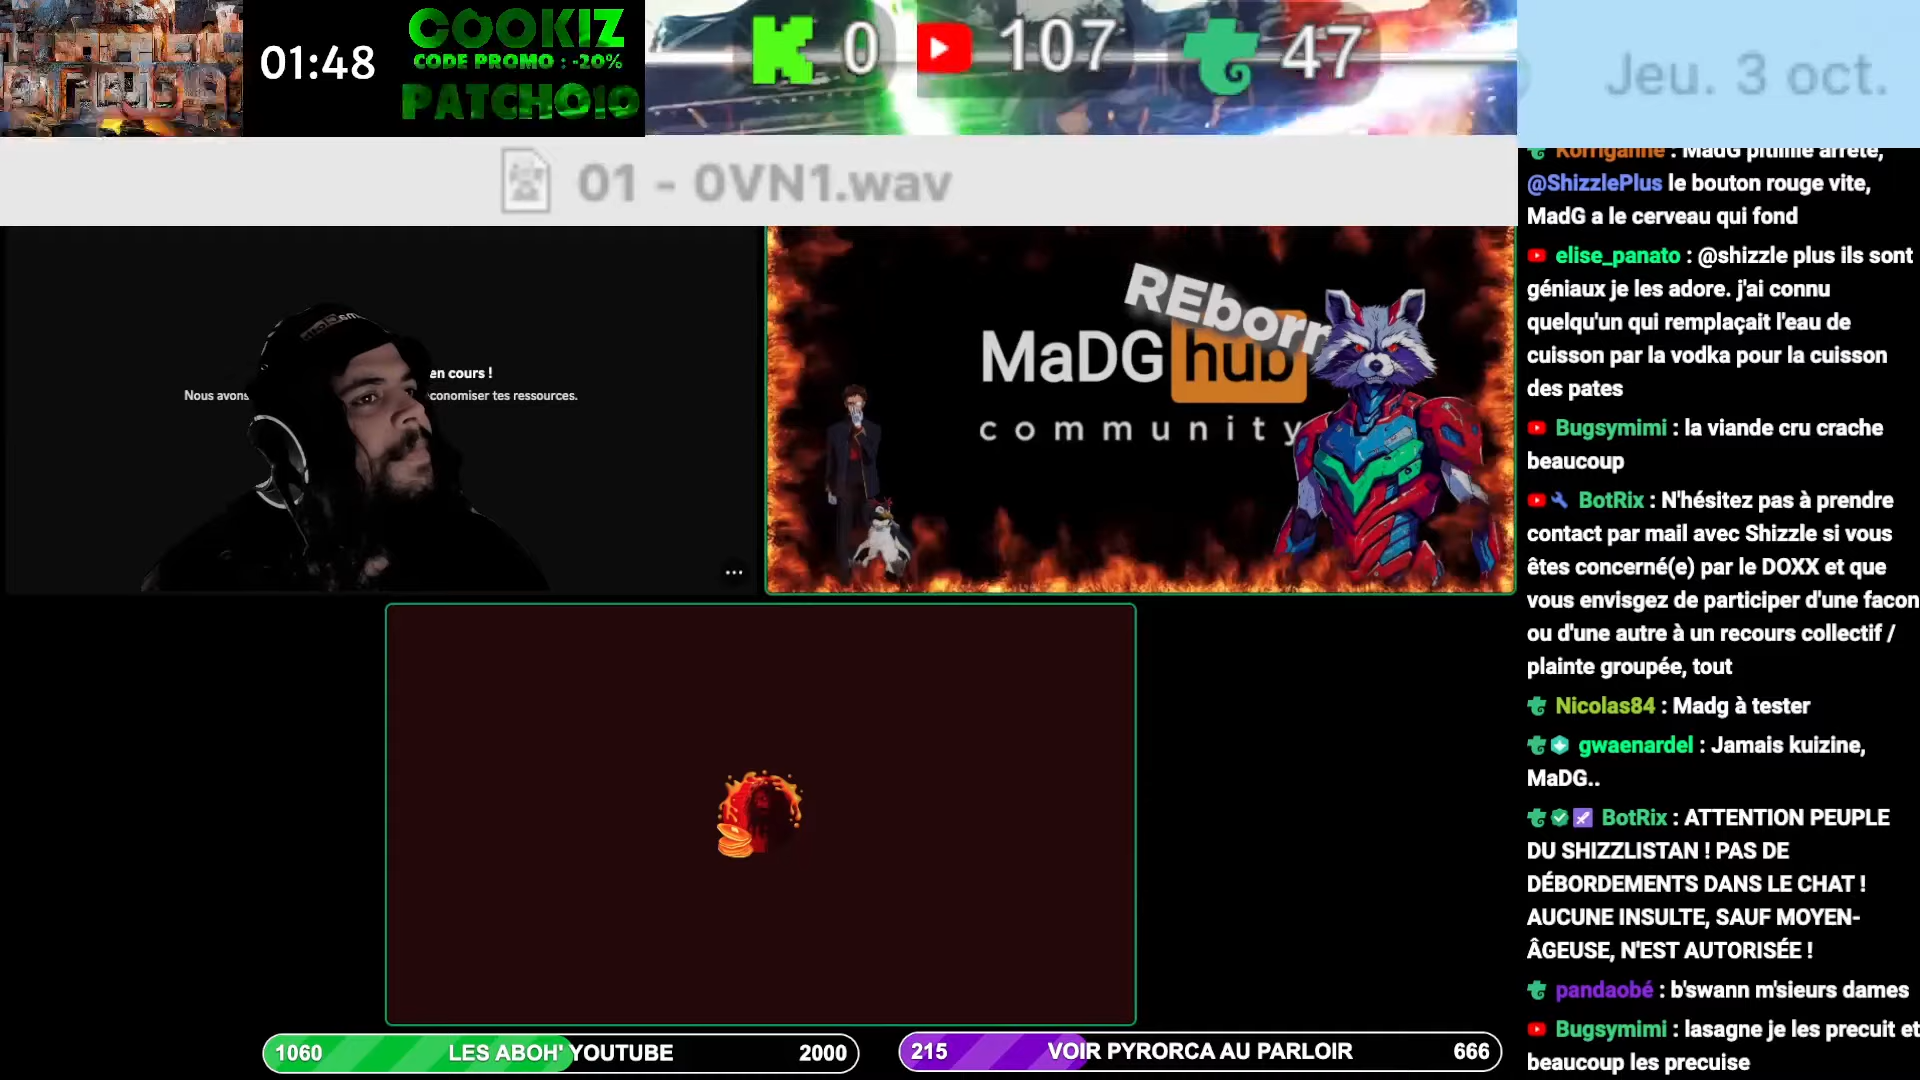 01:48
COOKIZ
CODE PROMO : -20%
PATCHO10
0
107
47
Jeu. 3 oct.
01 - 0VN1.wav
en cours !
Nous avons
conomiser tes ressources.
REborn
MaDG hub
community
Korriganne : MadG pitiiiié arrête,
@ShizzlePlus le bouton rouge vite,
MadG a le cerveau qui fond
elise_panato : @shizzle plus ils sont
géniaux je les adore. j'ai connu
quelqu'un qui remplaçait l'eau de
cuisson par la vodka pour la cuisson
des pates
Bugsymimi : la viande cru crache
beaucoup
BotRix : N'hésitez pas à prendre
contact par mail avec Shizzle si vous
êtes concerné(e) par le DOXX et que
vous envisgez de participer d'une facon
ou d'une autre à un recours collectif /
plainte groupée, tout
Nicolas84 : Madg à tester
gwaenardel : Jamais kuizine,
MaDG..
BotRix : ATTENTION PEUPLE
DU SHIZZLISTAN ! PAS DE
DÉBORDEMENTS DANS LE CHAT !
AUCUNE INSULTE, SAUF MOYEN-
ÂGEUSE, N'EST AUTORISÉE !
pandaobé : b'swann m'sieurs dames
Bugsymimi : lasagne je les precuit et
beaucoup les precuise
1060 LES ABOH' YOUTUBE 2000
215 VOIR PYRORCA AU PARLOIR 666